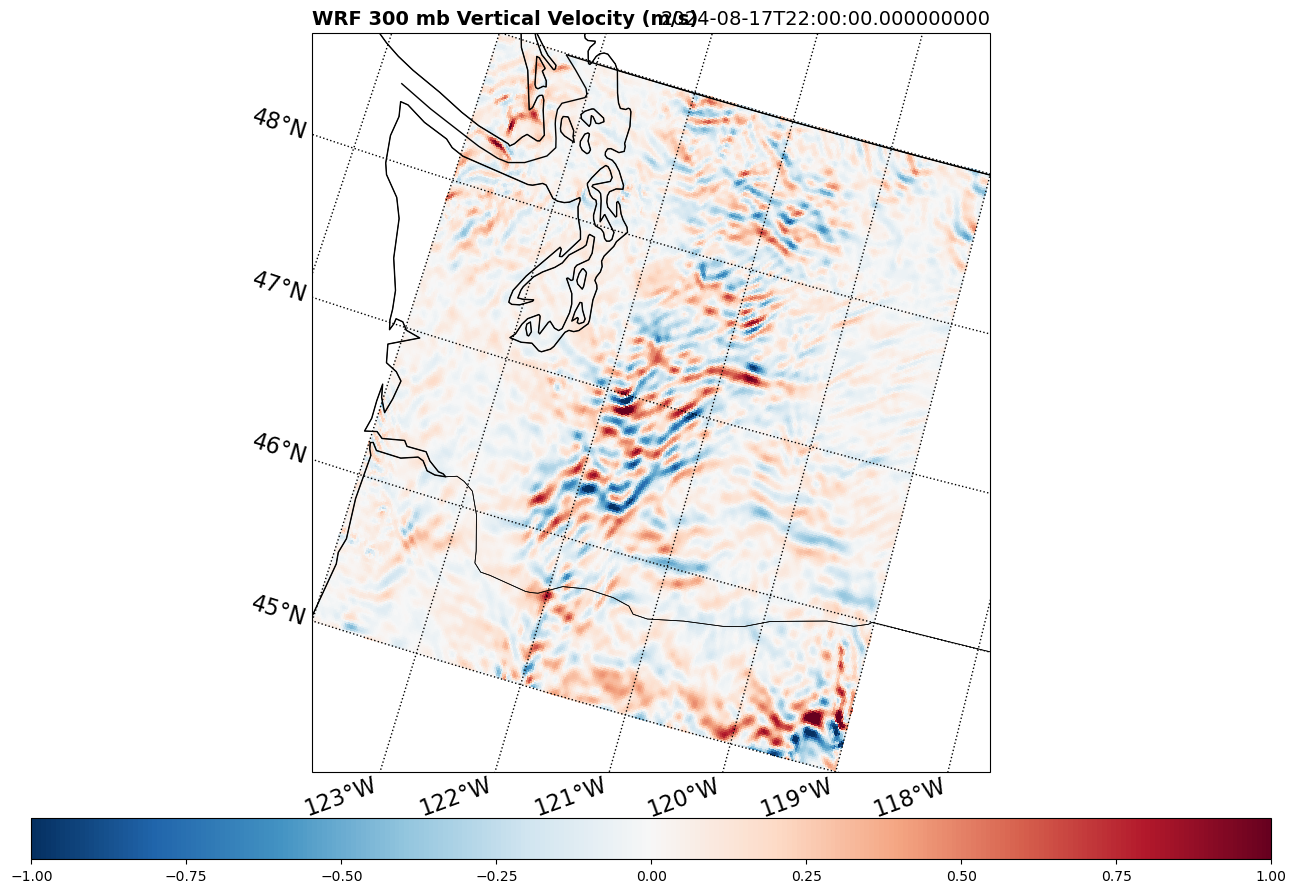 WRF 300 mb Vertical Velocity (m/s)
2024-08-17T22:00:00.000000000
48°N
47°N
46°N
45°N
123°W 122°W 121°W 120°W 119°W 118°W
−1.00 −0.75 −0.50 −0.25 0.00 0.25 0.50 0.75 1.00